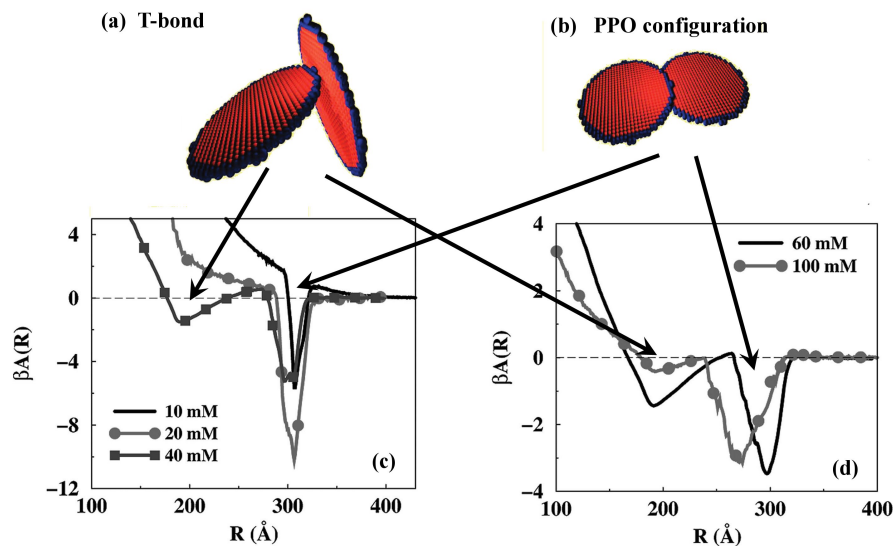 (a) T-bond
(b) PPO configuration
4
0
−4
−8
−12
βA(R)
10 mM
20 mM
40 mM
(c)
100
200
300
400
R (Å)
4
2
0
−2
−4
βA(R)
60 mM
100 mM
(d)
100
200
300
400
R (Å)